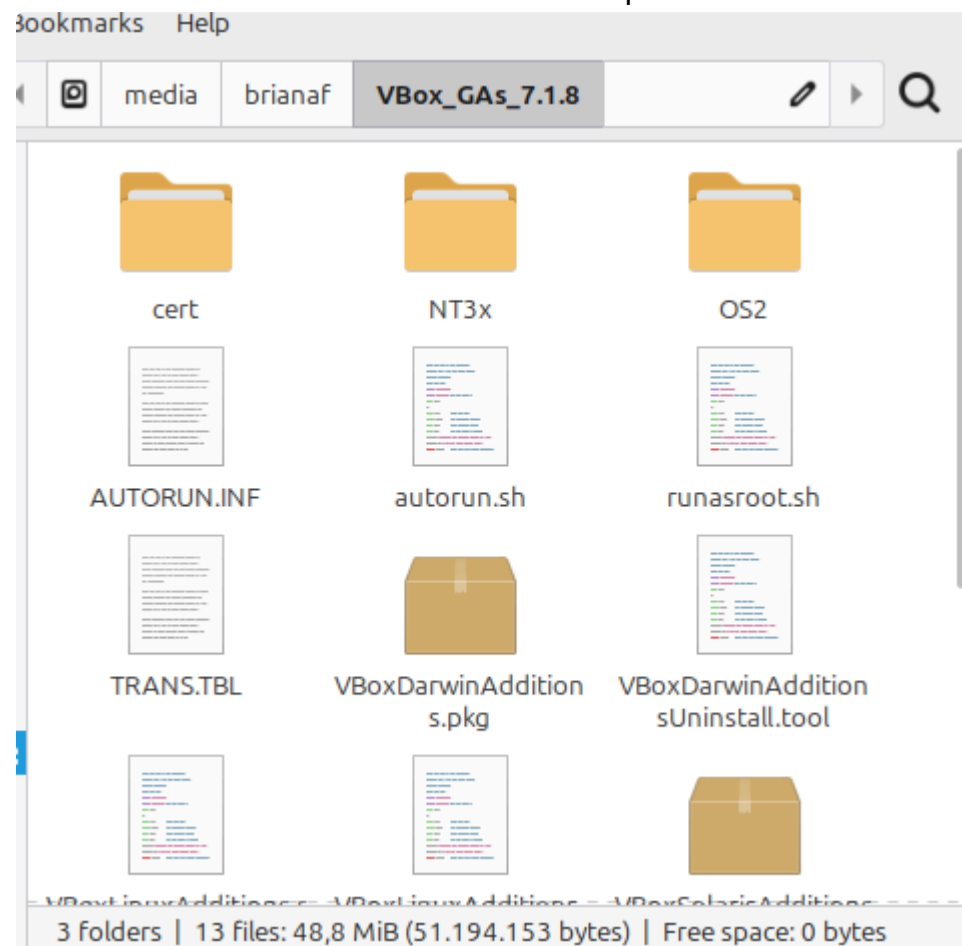 Bookmarks Help
media brianaf VBox_GAs_7.1.8
cert NT3x OS2
AUTORUN.INF autorun.sh runasroot.sh
TRANS.TBL VBoxDarwinAddition VBoxDarwinAddition
s.pkg sUninstall.tool
3 folders | 13 files: 48,8 MiB (51.194.153 bytes) | Free space: 0 bytes